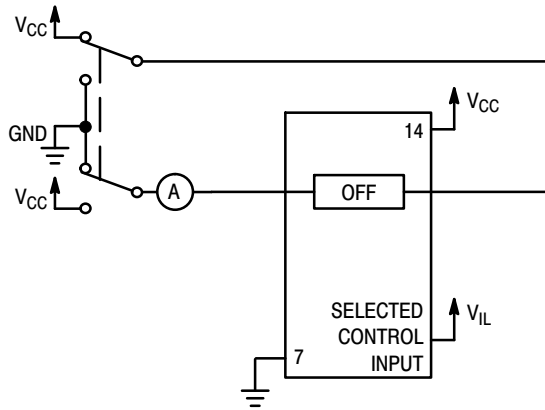 VCC
GND
VCC
A
OFF
14
VCC
SELECTED
CONTROL
INPUT
VIL
7